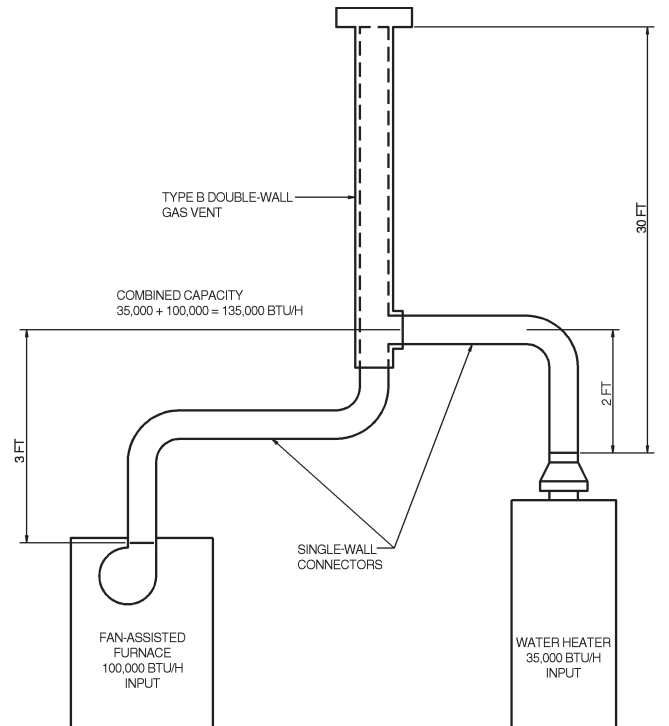 TYPE B DOUBLE-WALL
GAS VENT
30 FT
COMBINED CAPACITY
35,000 + 100,000 = 135,000 BTU/H
2 FT
3 FT
SINGLE-WALL
CONNECTORS
FAN-ASSISTED
FURNACE
100,000 BTU/H
INPUT
WATER HEATER
35,000 BTU/H
INPUT